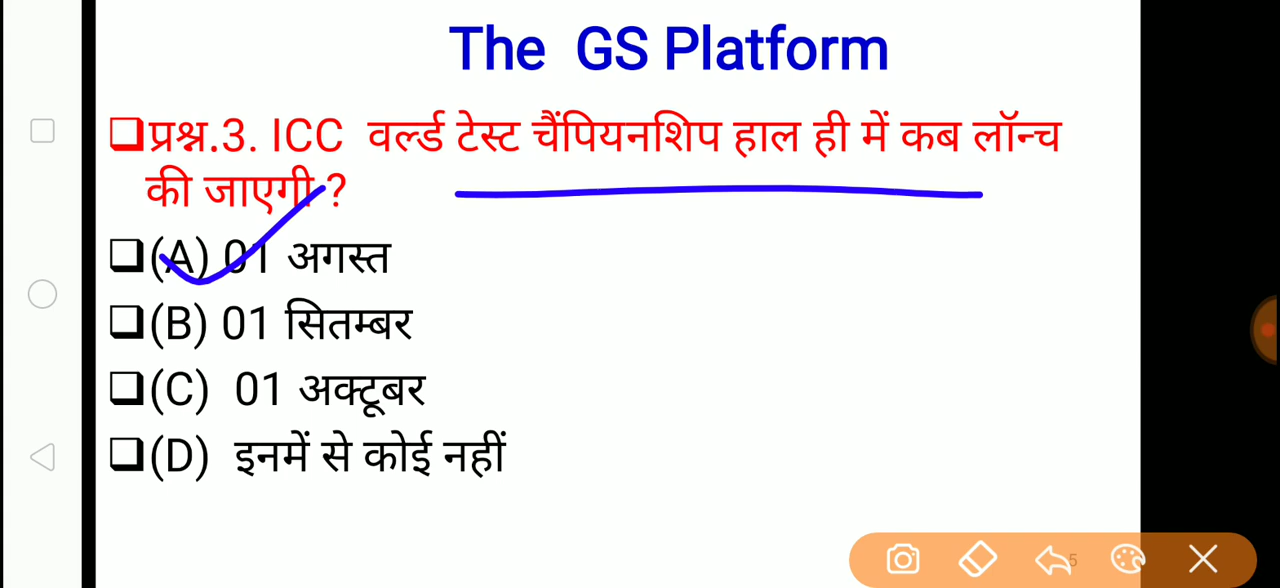 The GS Platform
प्रश्न.3. ICC वर्ल्ड टेस्ट चैंपियनशिप हाल ही में कब लॉन्च
की जाएगी ?
(A) 01 अगस्त
(B) 01 सितम्बर
(C) 01 अक्टूबर
(D) इनमें से कोई नहीं
5